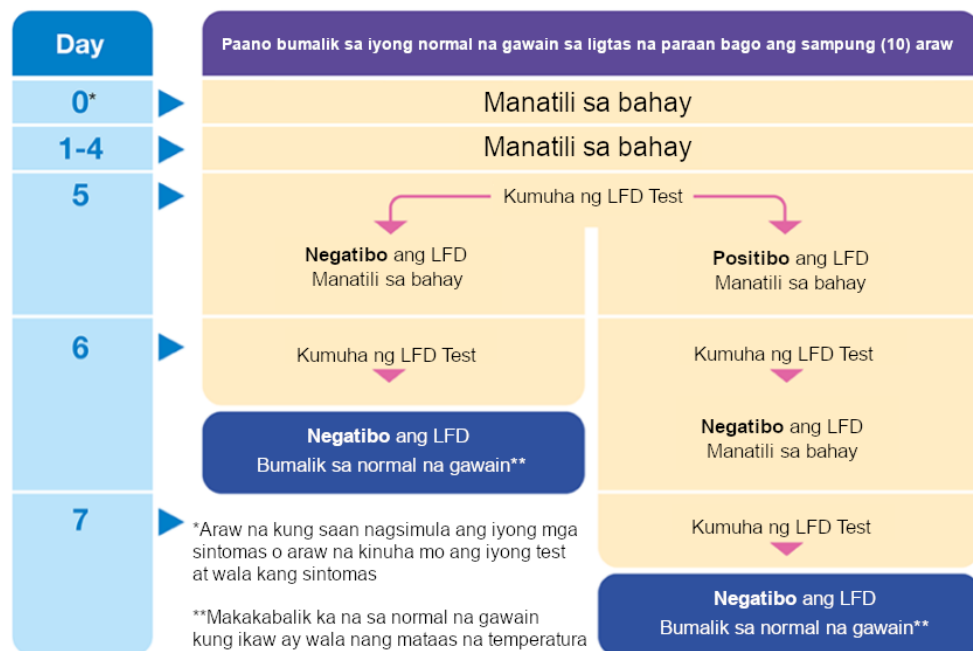 Day
Paano bumalik sa iyong normal na gawain sa ligtas na paraan bago ang sampung (10) araw
0*
Manatili sa bahay
1-4
Manatili sa bahay
5
Kumuha ng LFD Test
Negatibo ang LFD
Manatili sa bahay
Positibo ang LFD
Manatili sa bahay
6
Kumuha ng LFD Test
Kumuha ng LFD Test
Negatibo ang LFD
Bumalik sa normal na gawain**
Negatibo ang LFD
Manatili sa bahay
7
Kumuha ng LFD Test
Negatibo ang LFD
Bumalik sa normal na gawain**
*Araw na kung saan nagsimula ang iyong mga
sintomas o araw na kinuha mo ang iyong test
at wala kang sintomas
**Makakabalik ka na sa normal na gawain
kung ikaw ay wala nang mataas na temperatura